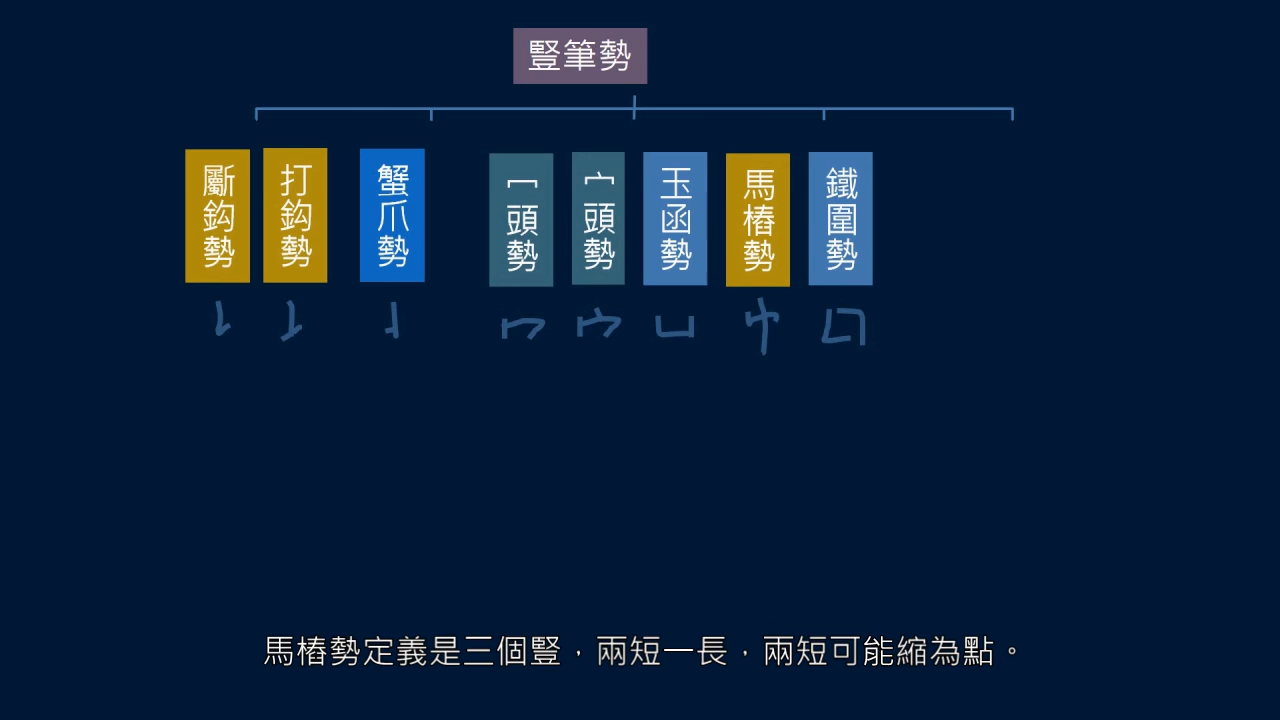 豎筆勢
斸鈎勢
打鈎勢
蟹爪勢
冖頭勢
宀頭勢
玉函勢
馬樁勢
鐵圍勢
馬樁勢定義是三個豎，兩短一長，兩短可能縮為點。